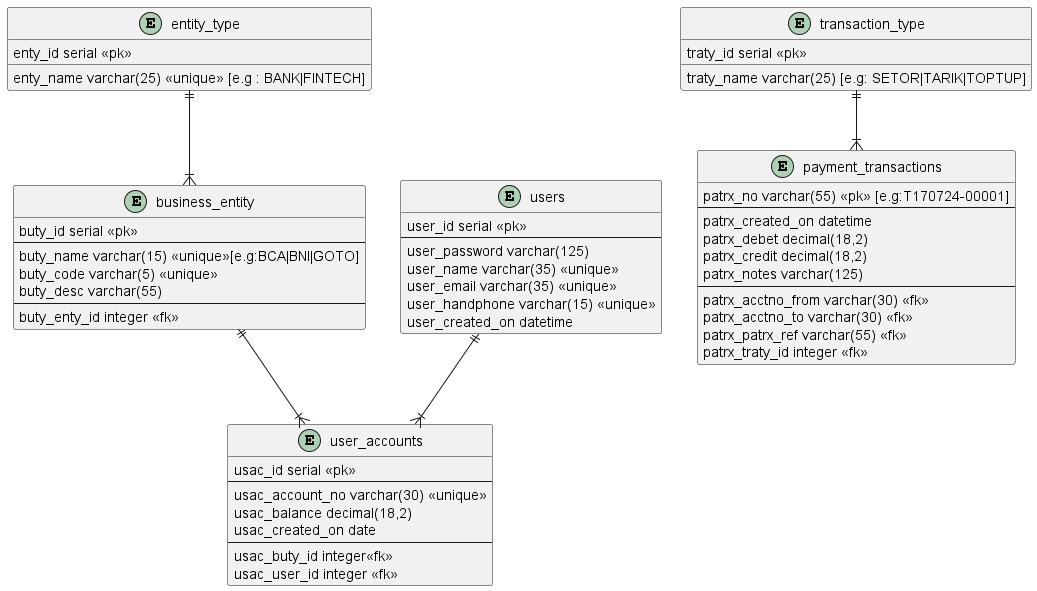 E entity_type
enty_id serial «pk»
enty_name varchar(25) «unique» [e.g : BANK|FINTECH]
E transaction_type
traty_id serial «pk»
traty_name varchar(25) [e.g: SETOR|TARIK|TOPTUP]
E business_entity
buty_id serial «pk»
buty_name varchar(15) «unique»[e.g:BCA|BNI|GOTO]
buty_code varchar(5) «unique»
buty_desc varchar(55)
buty_enty_id integer «fk»
E users
user_id serial «pk»
user_password varchar(125)
user_name varchar(35) «unique»
user_email varchar(35) «unique»
user_handphone varchar(15) «unique»
user_created_on datetime
E payment_transactions
patrx_no varchar(55) «pk» [e.g:T170724-00001]
patrx_created_on datetime
patrx_debet decimal(18,2)
patrx_credit decimal(18,2)
patrx_notes varchar(125)
patrx_acctno_from varchar(30) «fk»
patrx_acctno_to varchar(30) «fk»
patrx_patrx_ref varchar(55) «fk»
patrx_traty_id integer «fk»
E user_accounts
usac_id serial «pk»
usac_account_no varchar(30) «unique»
usac_balance decimal(18,2)
usac_created_on date
usac_buty_id integer«fk»
usac_user_id integer «fk»